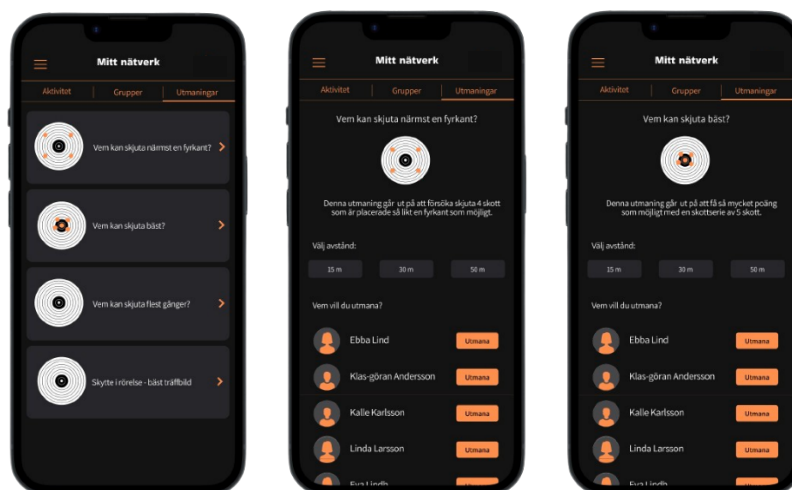 Mitt nätverk
Aktivitet Grupper Utmaningar
Vem kan skjuta närmst en fyrkant?
Vem kan skjuta bäst?
Vem kan skjuta flest gånger?
Skytte i rörelse - bäst träffbild
Mitt nätverk
Aktivitet Grupper Utmaningar
Vem kan skjuta närmst en fyrkant?
Denna utmaning går ut på att försöka skjuta 4 skott
som är placerade så likt en fyrkant som möjligt.
Välj avstånd:
15 m 30 m 50 m
Vem vill du utmana?
Ebba Lind Utmana
Klas-göran Andersson Utmana
Kalle Karlsson Utmana
Linda Larsson Utmana
Eva Lindh
Mitt nätverk
Aktivitet Grupper Utmaningar
Vem kan skjuta bäst?
Denna utmaning går ut på att få så mycket poäng
som möjligt med en skottserie av 5 skott.
Välj avstånd:
15 m 30 m 50 m
Vem vill du utmana?
Ebba Lind Utmana
Klas-göran Andersson Utmana
Kalle Karlsson Utmana
Linda Larsson Utmana
Eva Lindh